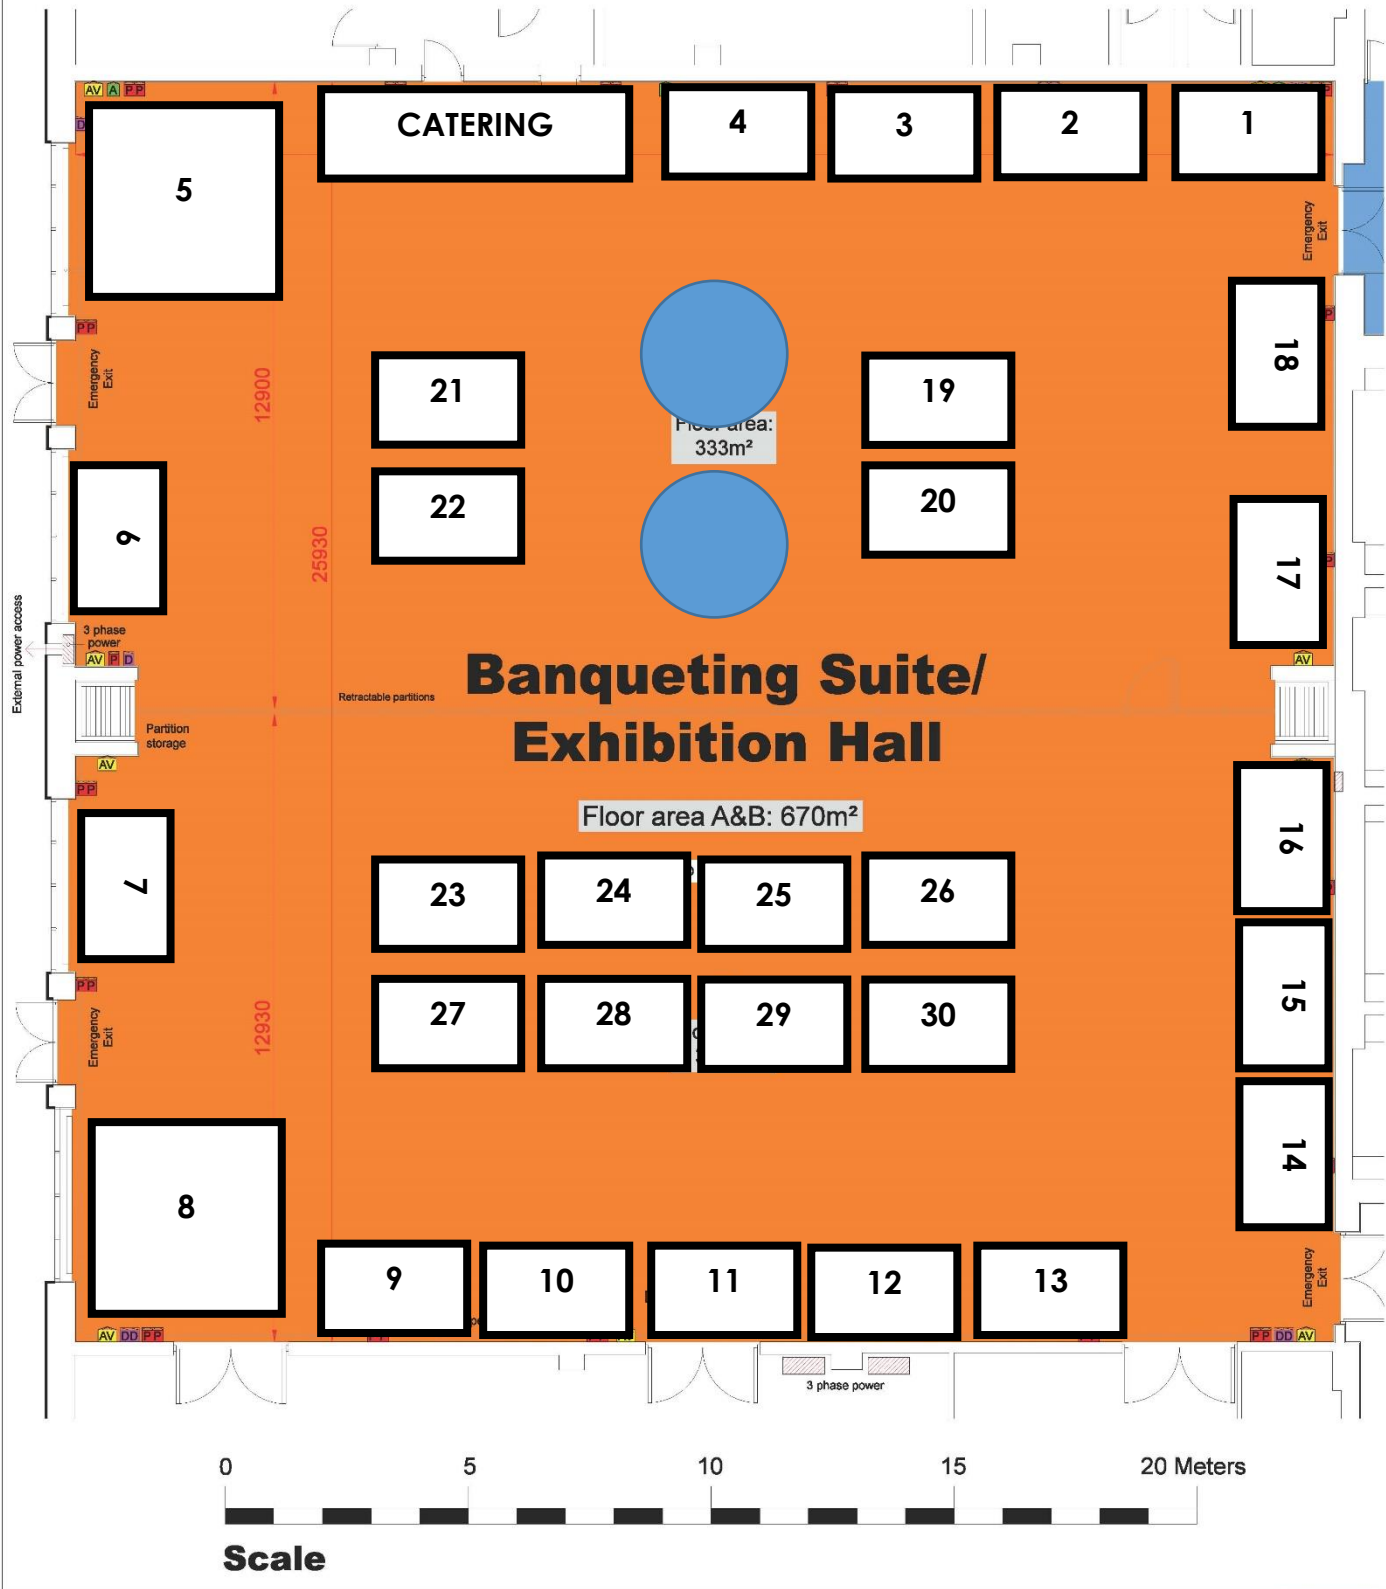 AV A PP
D
CATERING
4
3
2
1
5
Emergency
Exit
PP
Emergency
Exit
12900
21
19
18
Floor area:
333m²
22
20
6
25930
17
External power access
3 phase
power
AV P D
AV
Retractable partitions
Banqueting Suite/
Exhibition Hall
Partition
storage
AV
PP
Floor area A&B: 670m²
7
16
23
24
25
26
PP
15
Emergency
Exit
12930
27
28
29
30
14
8
9
10
11
12
13
Emergency
Exit
AV DD PP
PP DD AV
3 phase power
0 5 10 15 20 Meters
Scale